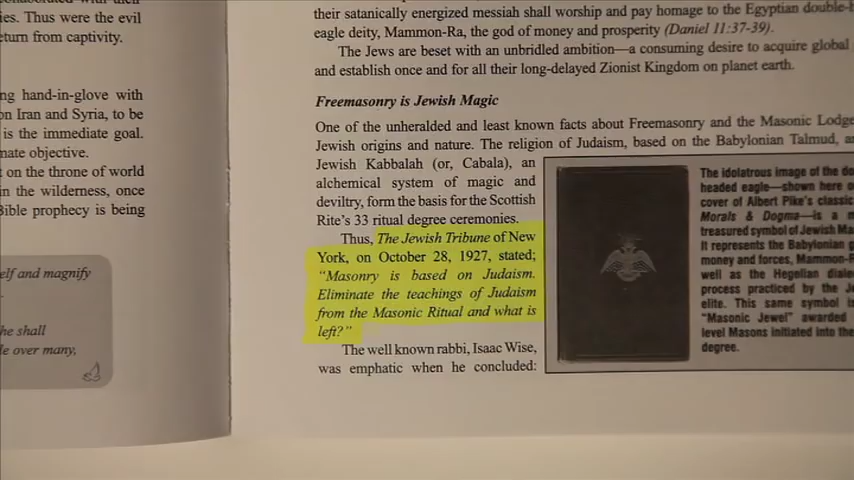 ies. Thus were the evil
eturn from captivity.
ng hand-in-glove with
on Iran and Syria, to be
is the immediate goal.
nate objective.
t on the throne of world
in the wilderness, once
Bible prophecy is being
elf and magnify
he shall
le over many,
their satanically energized messiah shall worship and pay homage to the Egyptian double-
eagle deity, Mammon-Ra, the god of money and prosperity (Daniel 11:37-39).
The Jews are beset with an unbridled ambition—a consuming desire to acquire global
and establish once and for all their long-delayed Zionist Kingdom on planet earth.
Freemasonry is Jewish Magic
One of the unheralded and least known facts about Freemasonry and the Masonic Lodge
Jewish origins and nature. The religion of Judaism, based on the Babylonian Talmud, a
Jewish Kabbalah (or, Cabala), an
alchemical system of magic and
deviltry, form the basis for the Scottish
Rite's 33 ritual degree ceremonies.
Thus, The Jewish Tribune of New
York, on October 28, 1927, stated;
"Masonry is based on Judaism.
Eliminate the teachings of Judaism
from the Masonic Ritual and what is
left?"
The well known rabbi, Isaac Wise,
was emphatic when he concluded:
The idolatrous image of the do
headed eagle—shown here o
cover of Albert Pike's classic
Morals & Dogma—is a m
treasured symbol of Jewish Ma
It represents the Babylonian g
money and forces, Mammon-R
well as the Hegelian dialec
process practiced by the Je
elite. This same symbol is
"Masonic Jewel" awarded
level Masons initiated into the
degree.